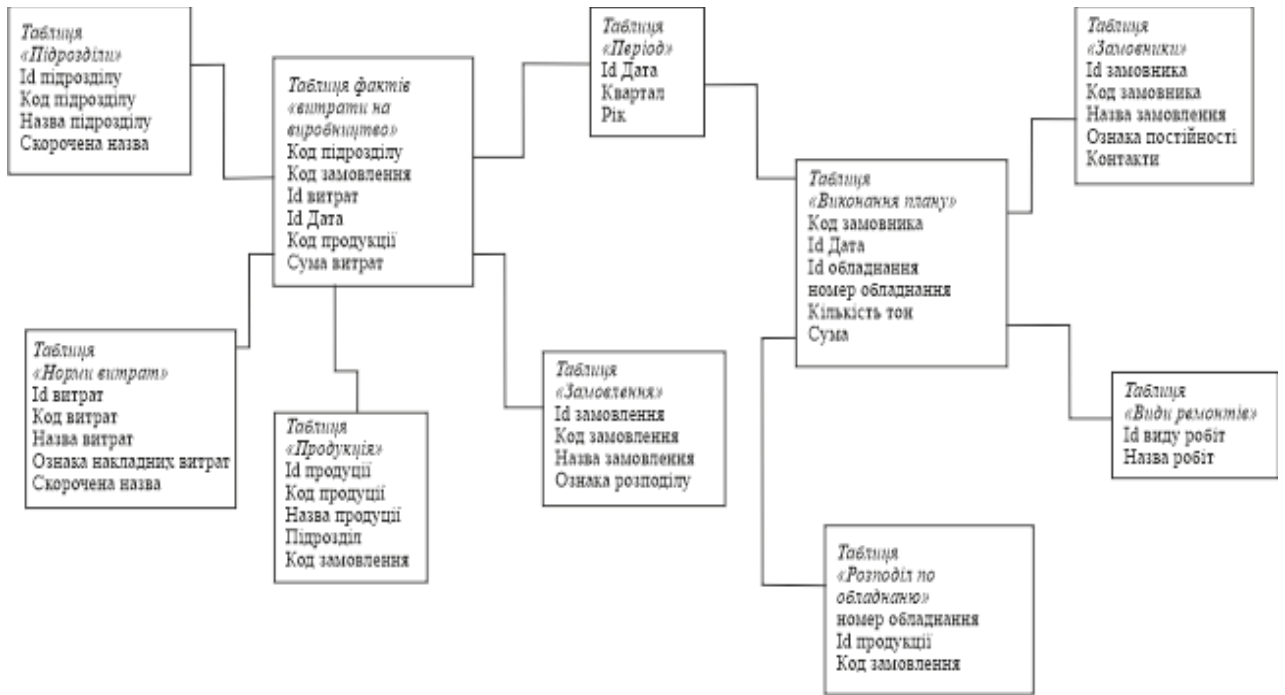 Таблиця
«Підрозділи»
Id підрозділу
Код підрозділу
Назва підрозділу
Скорочена назва
Таблиця фактів
«витрати на
виробництво»
Код підрозділу
Код замовлення
Id витрат
Id Дата
Код продукції
Сума витрат
Таблиця
«Період»
Id Дата
Квартал
Рік
Таблиця
«Замовники»
Id замовника
Код замовника
Назва замовлення
Ознака постійності
Контакти
Таблиця
«Виконання плану»
Код замовника
Id Дата
Id обладнання
номер обладнання
Кількість тон
Сума
Таблиця
«Норми витрат»
Id витрат
Код витрат
Назва витрат
Ознака накладних витрат
Скорочена назва
Таблиця
«Продукція»
Id продуції
Код продуції
Назва продуції
Підрозділ
Код замовлення
Таблиця
«Замовлення»
Id замовлення
Код замовлення
Назва замовлення
Ознака розподілу
Таблиця
«Види ремонтів»
Id виду робіт
Назва робіт
Таблиця
«Розподіл по
обладнаню»
номер обладнання
Id продукції
Код замовлення